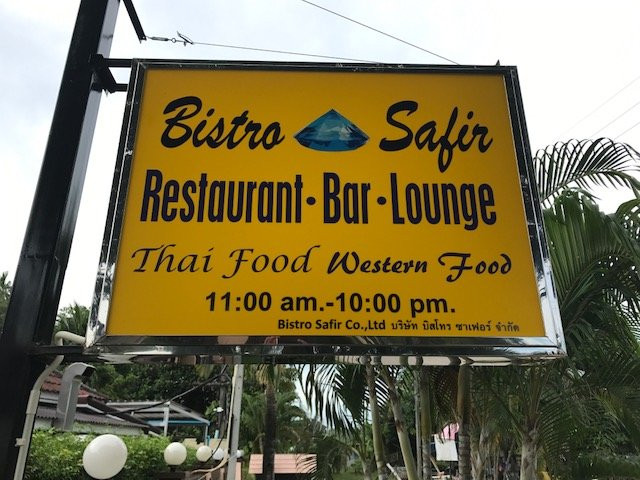 Bistro Safir
Restaurant·Bar·Lounge
Thai Food Western Food
11:00 am.-10:00 pm.
Bistro Safir Co.,Ltd บริษัท บิสโทร ซาเฟอร์ จำกัด